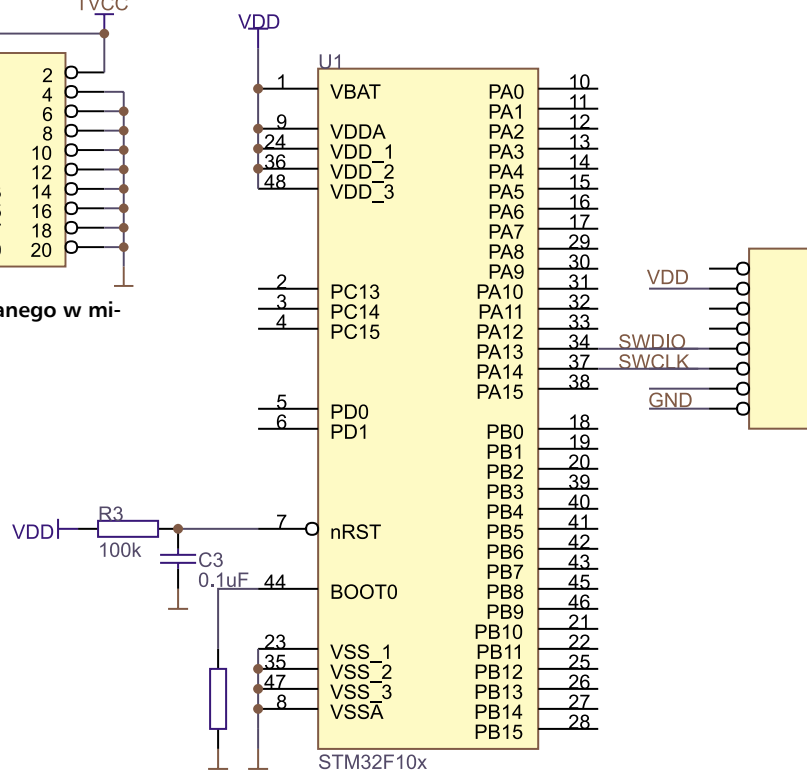 TVCC
VDD
U1
2
4
6
8
10
12
14
16
18
20
anego w mi-
1 VBAT
9 VDDA
24 VDD_1
36 VDD_2
48 VDD_3
2 PC13
3 PC14
4 PC15
5 PD0
6 PD1
7 nRST
44 BOOT0
23 VSS_1
35 VSS_2
47 VSS_3
8 VSSA
PA0 10
PA1 11
PA2 12
PA3 13
PA4 14
PA5 15
PA6 16
PA7 17
PA8 29
PA9 30
PA10 31
PA11 32
PA12 33
PA13 34 SWDIO
PA14 37 SWCLK
PA15 38
PB0 18
PB1 19
PB2 20
PB3 39
PB4 40
PB5 41
PB6 42
PB7 43
PB8 45
PB9 46
PB10 21
PB11 22
PB12 25
PB13 26
PB14 27
PB15 28
VDD
GND
R3
VDD
100k
C3
0.1uF
STM32F10x